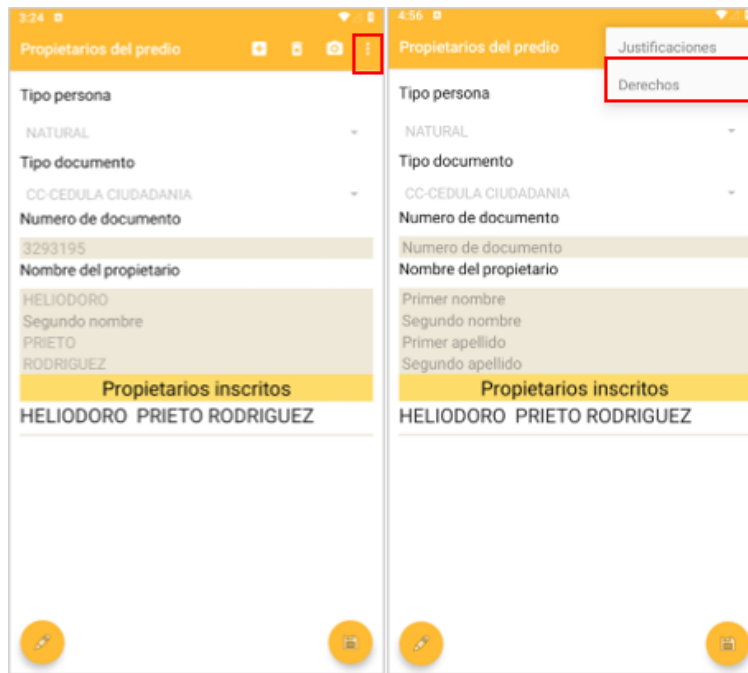 3:24
Propietarios del predio
Tipo persona
NATURAL
Tipo documento
CC-CEDULA CIUDADANIA
Numero de documento
3293195
Nombre del propietario
HELIODORO
Segundo nombre
PRIETO
RODRIGUEZ
Propietarios inscritos
HELIODORO PRIETO RODRIGUEZ
4:56
Propietarios del predio
Justificaciones
Derechos
Tipo persona
NATURAL
Tipo documento
CC-CEDULA CIUDADANIA
Numero de documento
Numero de documento
Nombre del propietario
Primer nombre
Segundo nombre
Primer apellido
Segundo apellido
Propietarios inscritos
HELIODORO PRIETO RODRIGUEZ